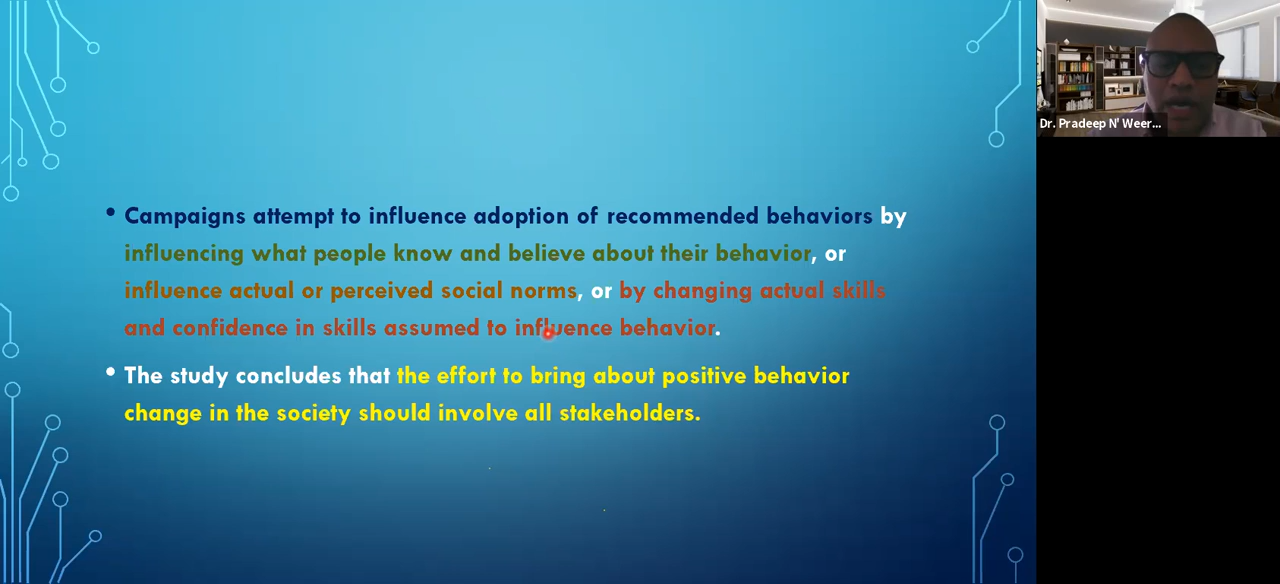 • Campaigns attempt to influence adoption of recommended behaviors by
influencing what people know and believe about their behavior, or
influence actual or perceived social norms, or by changing actual skills
and confidence in skills assumed to influence behavior.
• The study concludes that the effort to bring about positive behavior
change in the society should involve all stakeholders.
Dr. Pradeep N' Weer...